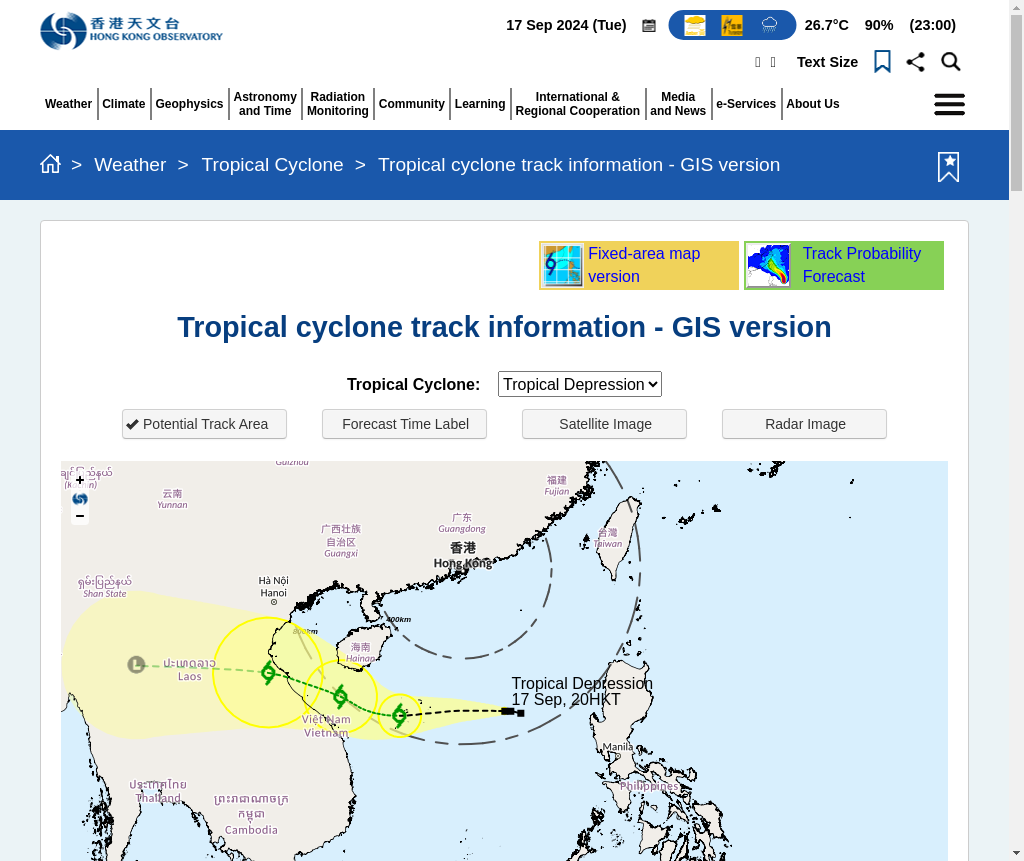 香港天文台
HONG KONG OBSERVATORY
17 Sep 2024 (Tue)
26.7°C 90% (23:00)
Text Size
Weather
Climate
Geophysics
Astronomy
and Time
Radiation
Monitoring
Community
Learning
International &
Regional Cooperation
Media
and News
e-Services
About Us
> Weather > Tropical Cyclone > Tropical cyclone track information - GIS version
Fixed-area map
version
Track Probability
Forecast
Tropical cyclone track information - GIS version
Tropical Cyclone: Tropical Depression
Potential Track Area
Forecast Time Label
Satellite Image
Radar Image
+
−
Guizhou
云南
Yunnan
福建
Fujian
广东
Guangdong
广西壮族
自治区
Guangxi
台灣
Taiwan
香港
Hong Kong
ရှမ်းပြည်နယ်
Shan State
Hà Nội
Hanoi
400km
800km
海南
Hainan
L
ປະເທດລາວ
Laos
Tropical Depression
17 Sep, 20HKT
Việt Nam
Vietnam
Manila
Philippines
ประเทศไทย
Thailand
ព្រះរាជាណាចក្រ
កម្ពុជា
Cambodia